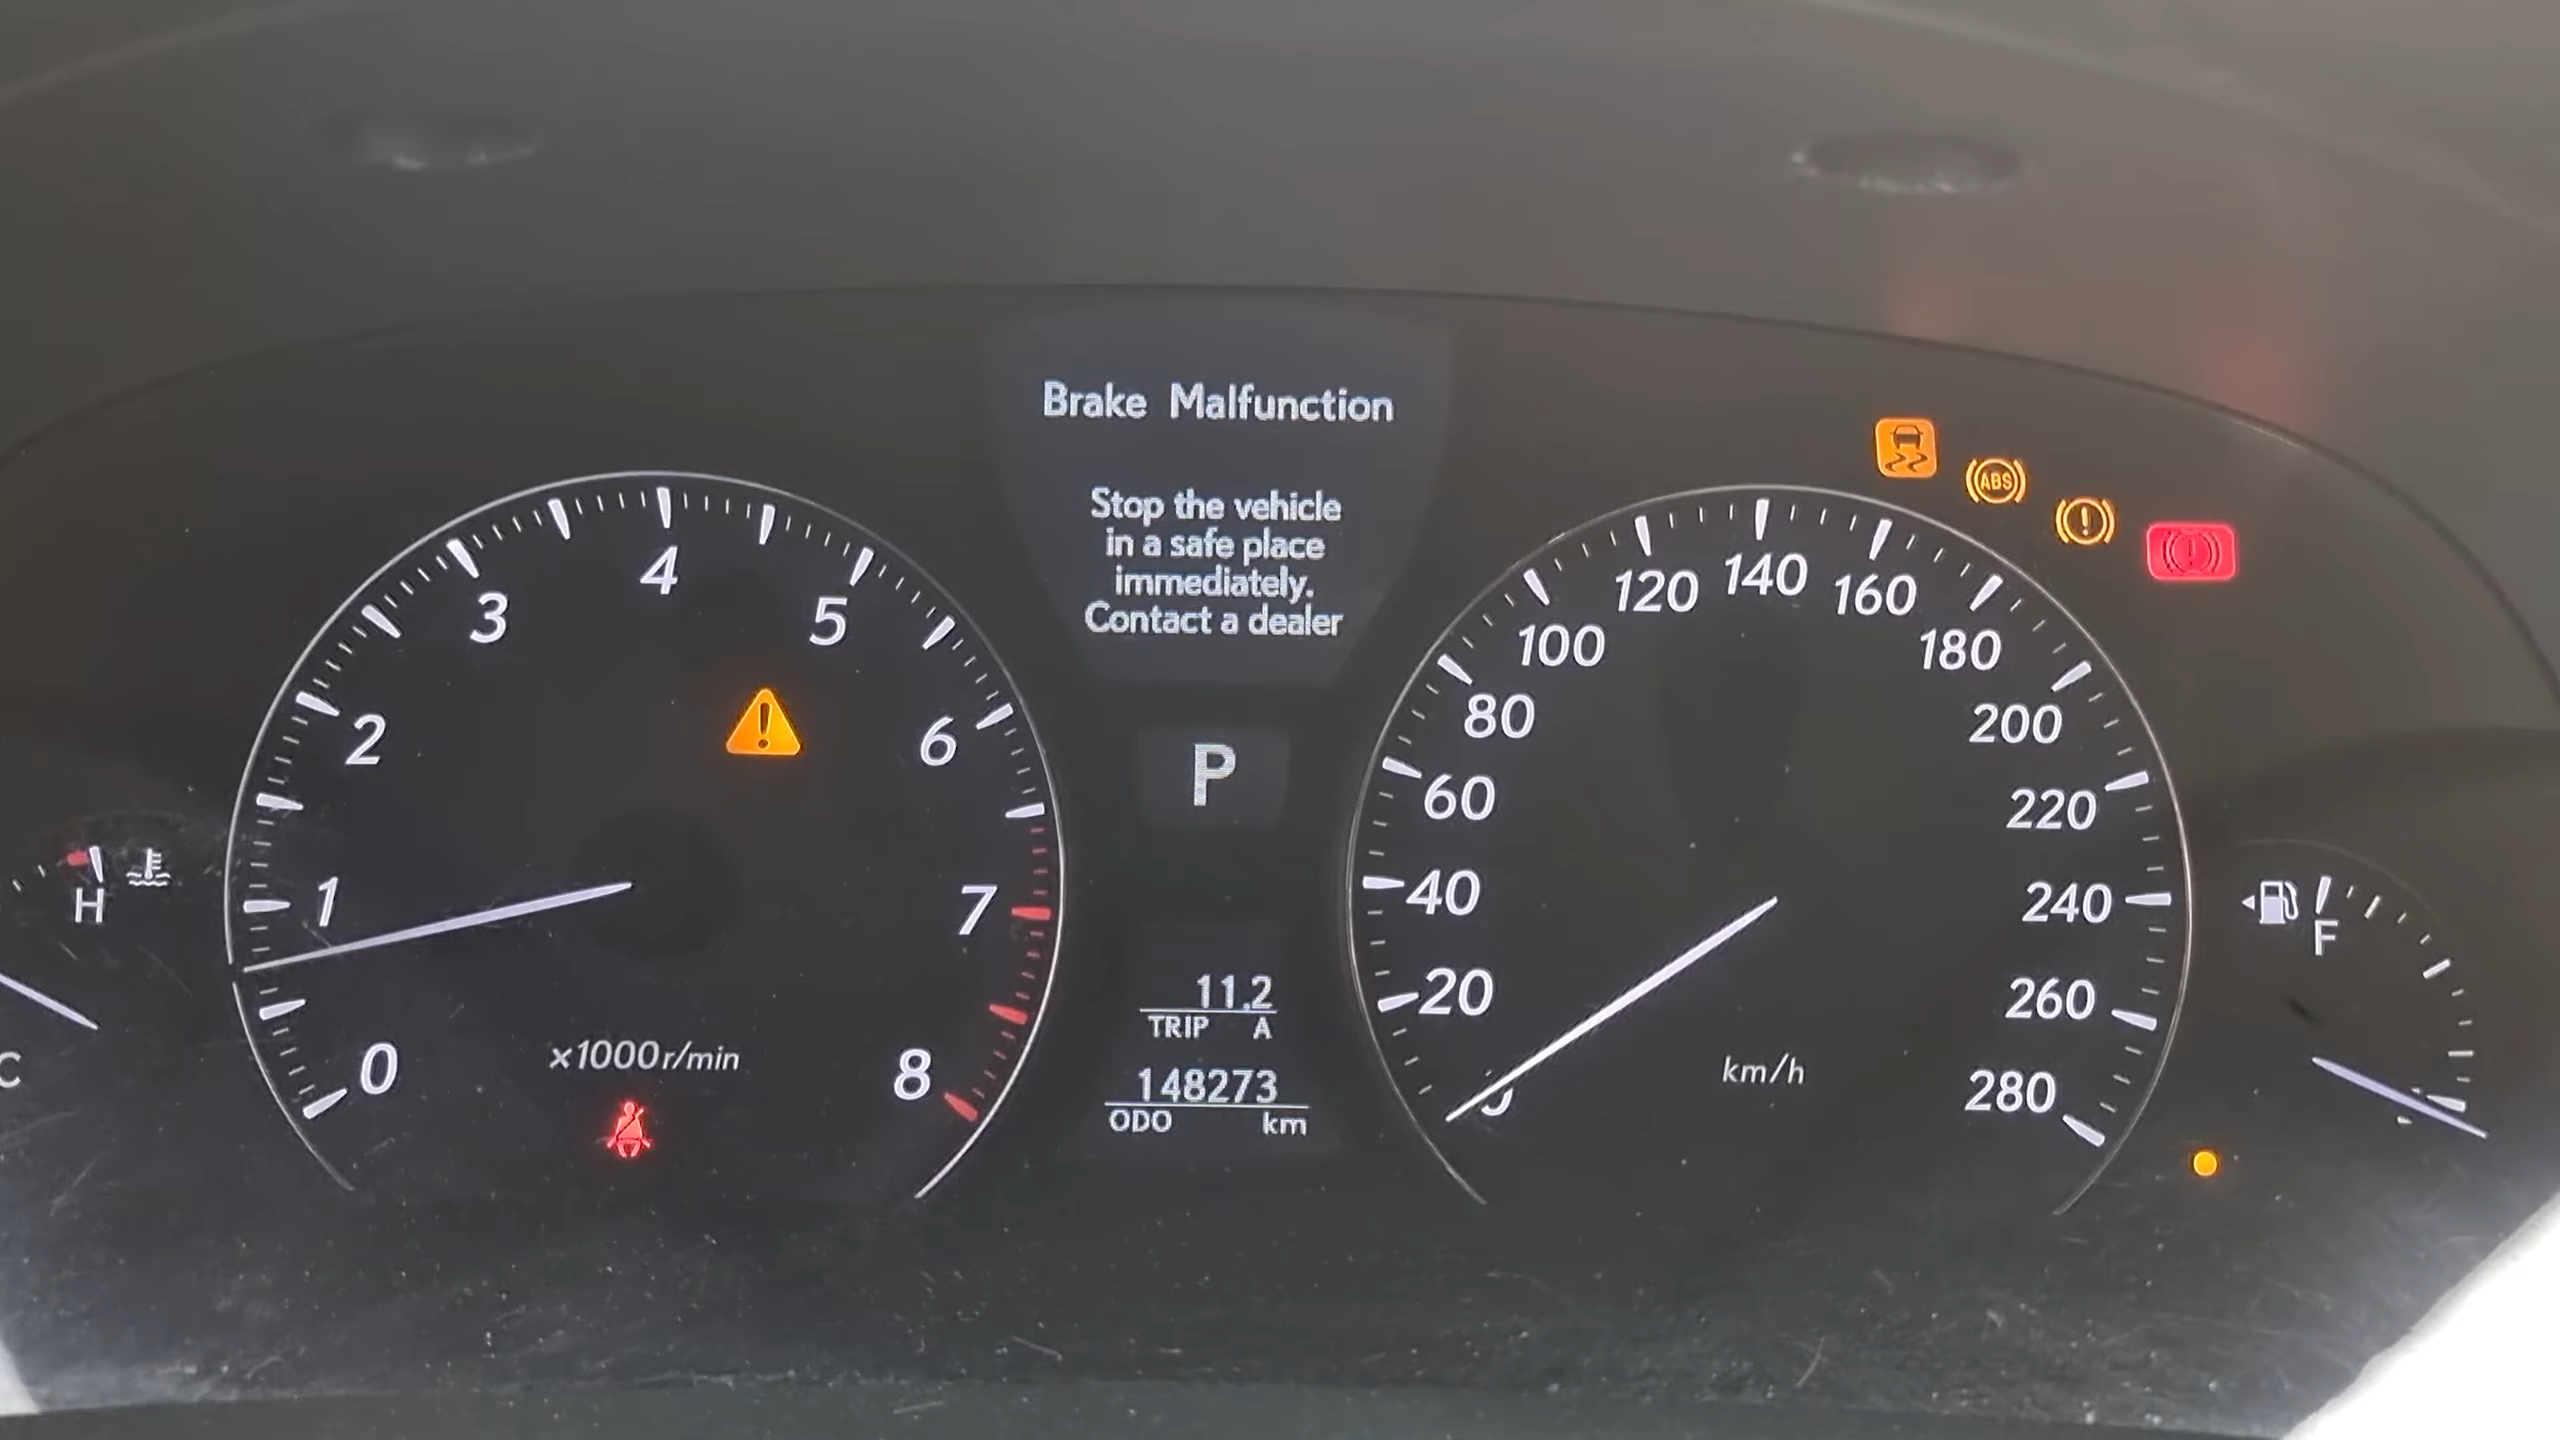 Brake Malfunction
Stop the vehicle
in a safe place
immediately.
Contact a dealer
ABS
0
1
2
3
4
5
6
7
8
x1000r/min
H
C
P
11.2
TRIP A
148273
ODO km
0
20
40
60
80
100
120
140
160
180
200
220
240
260
280
km/h
F